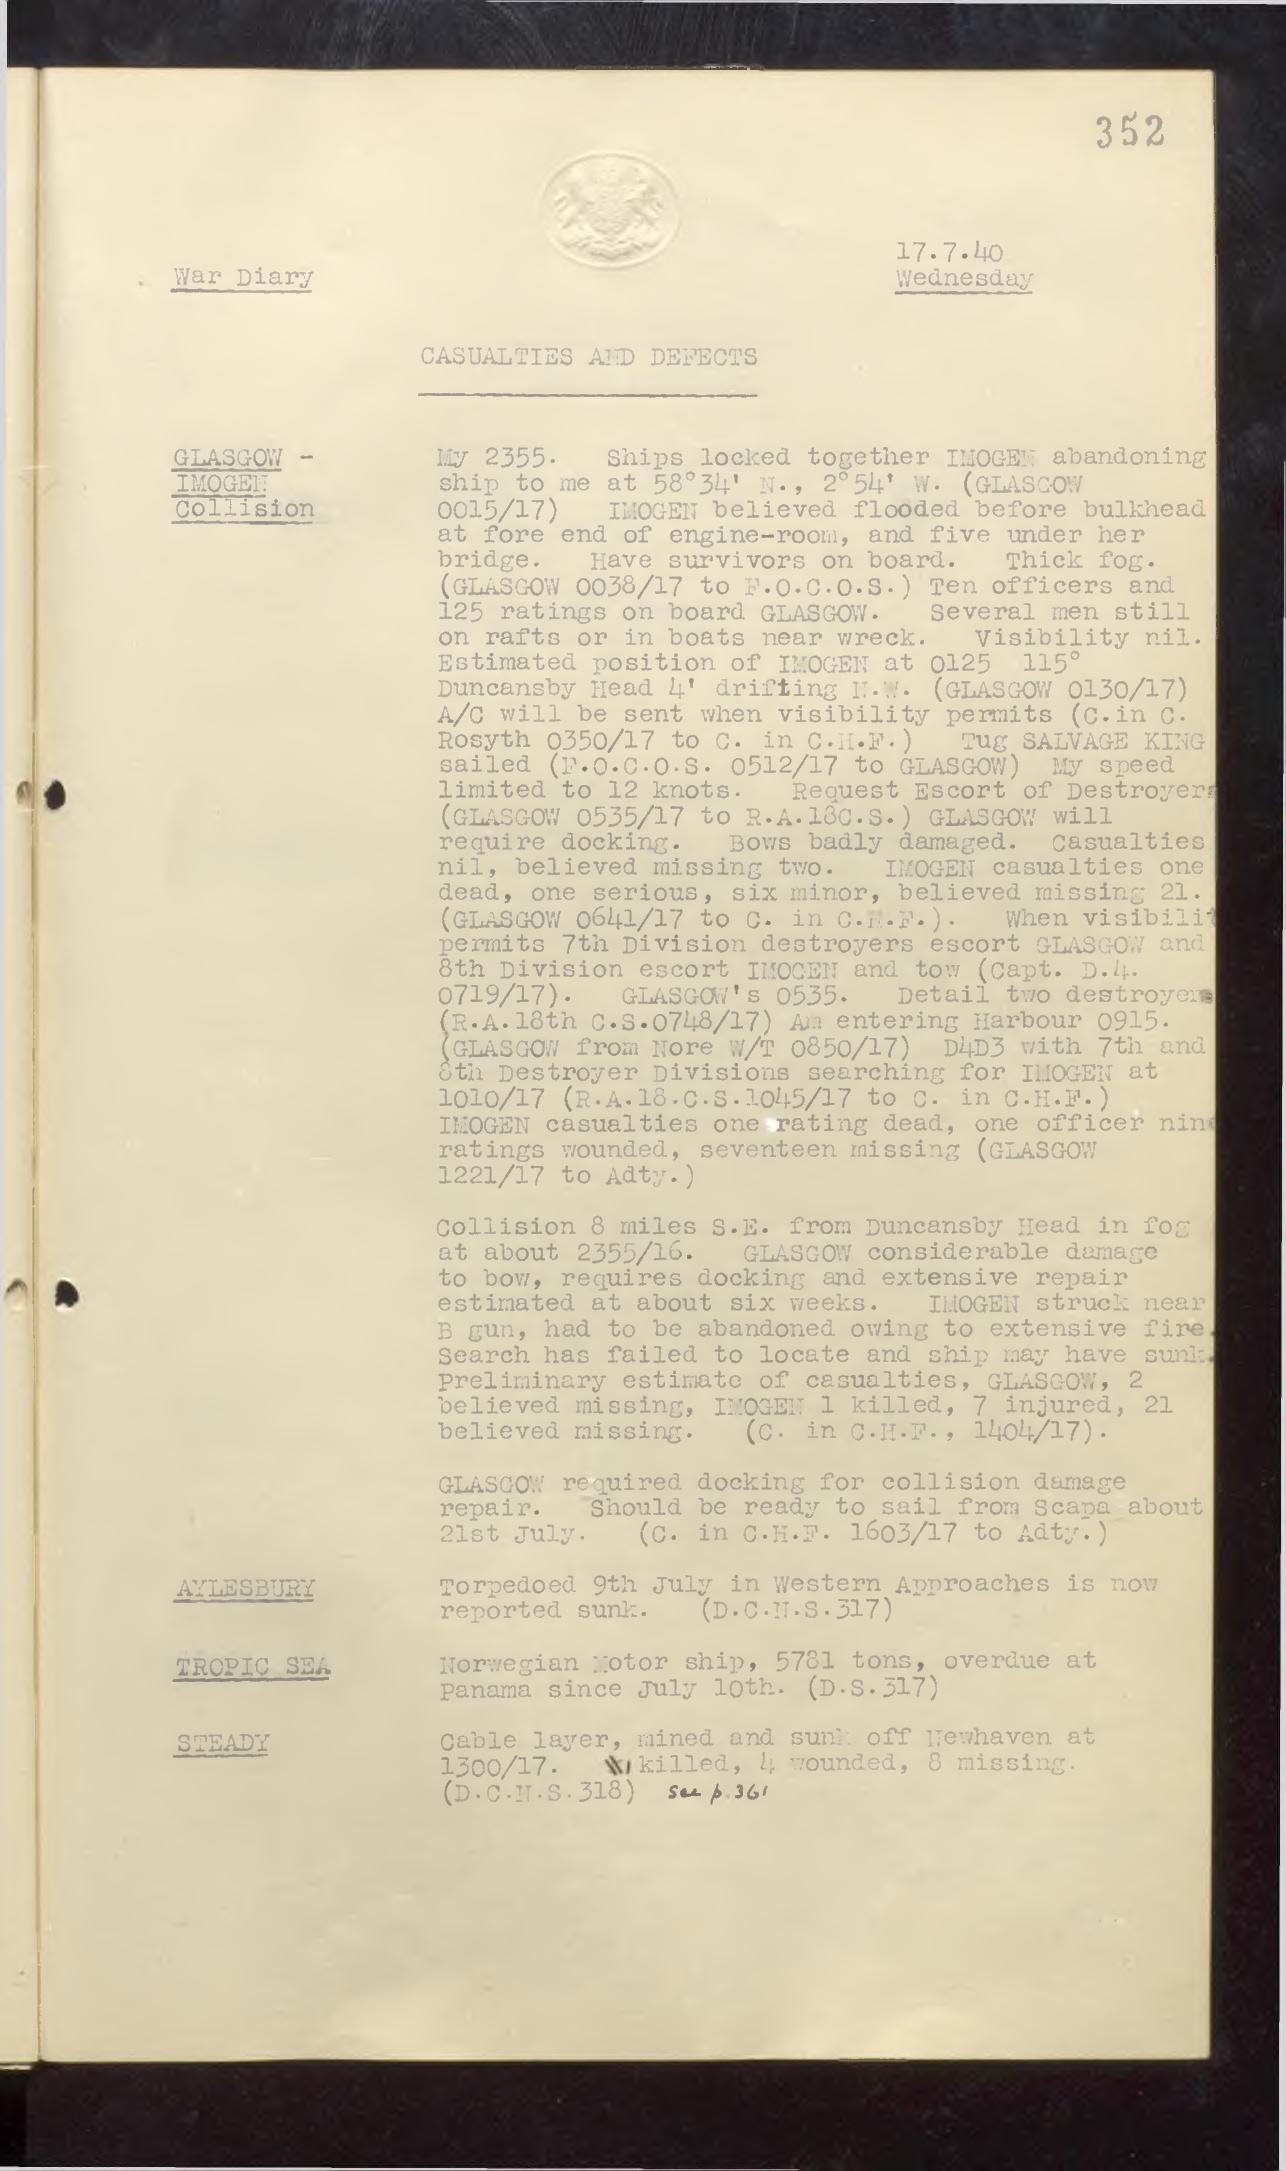 352
17.7.40
War Diary
Wednesday
CASUALTIES AND DEFECTS
GLASGOW -
IMOGEN
Collision
My 2355. Ships locked together IMOGEN abandoning
ship to me at 58°34' N., 2°54' W. (GLASGOW
0015/17) IMOGEN believed flooded before bulkhead
at fore end of engine-room, and five under her
bridge. Have survivors on board. Thick fog.
(GLASGOW 0038/17 to F.O.C.O.S.) Ten officers and
125 ratings on board GLASGOW. Several men still
on rafts or in boats near wreck. Visibility nil.
Estimated position of IMOGEN at 0125 115°
Duncansby Head 4' drifting N.W. (GLASGOW 0130/17)
A/C will be sent when visibility permits (C.in C.
Rosyth 0350/17 to C. in C.H.F.) Tug SALVAGE KING
sailed (F.O.C.O.S. 0512/17 to GLASGOW) My speed
limited to 12 knots. Request Escort of Destroyers
(GLASGOW 0535/17 to R.A.18C.S.) GLASGOW will
require docking. Bows badly damaged. Casualties
nil, believed missing two. IMOGEN casualties one
dead, one serious, six minor, believed missing 21.
(GLASGOW 0641/17 to C. in C.H.F.). When visibilit
permits 7th Division destroyers escort GLASGOW and
8th Division escort IMOGEN and tow (Capt. D.4.
0719/17). GLASGOW's 0535. Detail two destroyers
(R.A.18th C.S.0748/17) Am entering Harbour 0915.
(GLASGOW from Nore W/T 0850/17) D4D3 with 7th and
8th Destroyer Divisions searching for IMOGEN at
1010/17 (R.A.18.C.S.1045/17 to C. in C.H.F.)
IMOGEN casualties one rating dead, one officer nine
ratings wounded, seventeen missing (GLASGOW
1221/17 to Adty.)
Collision 8 miles S.E. from Duncansby Head in fog
at about 2355/16. GLASGOW considerable damage
to bow, requires docking and extensive repair
estimated at about six weeks. IMOGEN struck near
B gun, had to be abandoned owing to extensive fire.
Search has failed to locate and ship may have sunk.
Preliminary estimate of casualties, GLASGOW, 2
believed missing, IMOGEN 1 killed, 7 injured, 21
believed missing. (C. in C.H.F., 1404/17).
GLASGOW required docking for collision damage
repair. Should be ready to sail from Scapa about
21st July. (C. in C.H.F. 1603/17 to Adty.)
AYLESBURY
Torpedoed 9th July in Western Approaches is now
reported sunk. (D.C.N.S.317)
TROPIC SEA
Norwegian Motor ship, 5781 tons, overdue at
Panama since July 10th. (D.S.317)
STEADY
Cable layer, mined and sunk off Newhaven at
1300/17. killed, 4 wounded, 8 missing.
(D.C.N.S.318) See p. 361